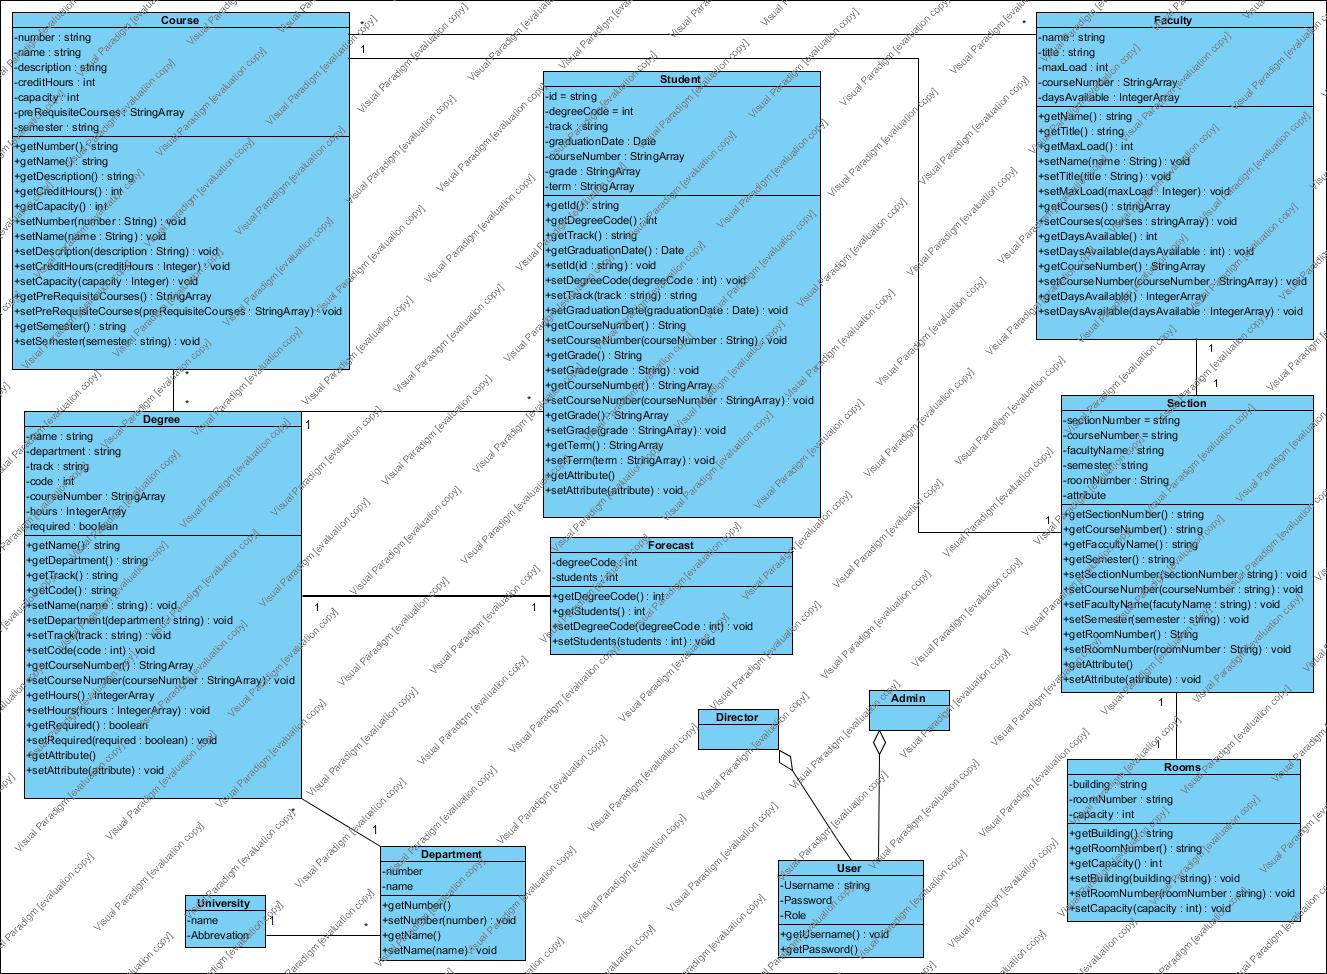 Course
-number : string
-name : string
-description : string
-creditHours : int
-capacity : int
-preRequisiteCourses : StringArray
-semester : string
+getNumber() : string
+getName() : string
+getDescription() : string
+getCreditHours() : int
+getCapacity() : int
+setNumber(number : String) : void
+setName(name : String) : void
+setDescription(description : String) : void
+setCreditHours(creditHours : Integer) : void
+setCapacity(capacity : Integer) : void
+getPreRequisiteCourses() : StringArray
+setPreRequisiteCourses(preRequisiteCourses : StringArray) : void
+getSemester() : string
+setSemester(semester : string) : void
*
1
*
Student
-id = string
-degreeCode = int
-track : string
-graduationDate : Date
-courseNumber : StringArray
-grade : StringArray
-term : StringArray
+getId() : string
+getDegreeCode() : int
+getTrack() : string
+getGraduationDate() : Date
+setId(id : string) : void
+setDegreeCode(degreeCode : int) : void
+setTrack(track : string) : string
+setGraduationDate(graduationDate : Date) : void
+getCourseNumber() : String
+setCourseNumber(courseNumber : String) : void
+getGrade() : String
+setGrade(grade : String) : void
+getCourseNumber() : StringArray
+setCourseNumber(courseNumber : StringArray) : void
+getGrade() : StringArray
+setGrade(grade : StringArray) : void
+getTerm() : StringArray
+setTerm(term : StringArray) : void
+getAttribute()
+setAttribute(attribute) : void
Faculty
-name : string
-title : string
-maxLoad : int
-courseNumber : StringArray
-daysAvailable : IntegerArray
+getName() : string
+getTitle() : string
+getMaxLoad() : int
+setName(name : String) : void
+setTitle(title : String) : void
+setMaxLoad(maxLoad : Integer) : void
+getCourses() : stringArray
+setCourses(courses : stringArray) : void
+getDaysAvailable() : int
+setDaysAvailable(daysAvailable : int) : void
+getCourseNumber() : StringArray
+setCourseNumber(courseNumber : StringArray) : void
+getDaysAvailable() : IntegerArray
+setDaysAvailable(daysAvailable : IntegerArray) : void
1
1
*
*
*
1
Degree
-name : string
-department : string
-track : string
-code : int
-courseNumber : StringArray
-hours : IntegerArray
-required : boolean
+getName() : string
+getDepartment() : string
+getTrack() : string
+getCode() : string
+setName(name : string) : void
+setDepartment(department : string) : void
+setTrack(track : string) : void
+setCode(code : int) : void
+getCourseNumber() : StringArray
+setCourseNumber(courseNumber : StringArray) : void
+getHours() : IntegerArray
+setHours(hours : IntegerArray) : void
+getRequired() : boolean
+setRequired(required : boolean) : void
+getAttribute()
+setAttribute(attribute) : void
Section
-sectionNumber = string
-courseNumber = string
-facultyName : string
-semester : string
-roomNumber : String
-attribute
+getSectionNumber() : string
+getCourseNumber() : string
+getFaccultyName() : string
+getSemester() : string
+setSectionNumber(sectionNumber : string) : void
+setCourseNumber(courseNumber : string) : void
+setFacultyName(facutyName : string) : void
+setSemester(semester : string) : void
+getRoomNumber() : String
+setRoomNumber(roomNumber : String) : void
+getAttribute()
+setAttribute(attribute) : void
1
Forecast
-degreeCode : int
-students : int
+getDegreeCode() : int
+getStudents() : int
+setDegreeCode(degreeCode : int) : void
+setStudents(students : int) : void
1
1
Director
Admin
1
1
Rooms
-building : string
-roomNumber : string
-capacity : int
+getBuilding() : string
+getRoomNumber() : string
+getCapacity() : int
+setBuilding(building : string) : void
+setRoomNumber(roomNumber : string) : void
+setCapacity(capacity : int) : void
*
1
Department
-number
-name
+getNumber()
+setNumber(number) : void
+getName()
+setName(name) : void
University
-name
-Abbrevation
1
*
User
-Username : string
-Password
-Role
+getUsername() : void
+getPassword()
Visual Paradigm [evaluation copy]